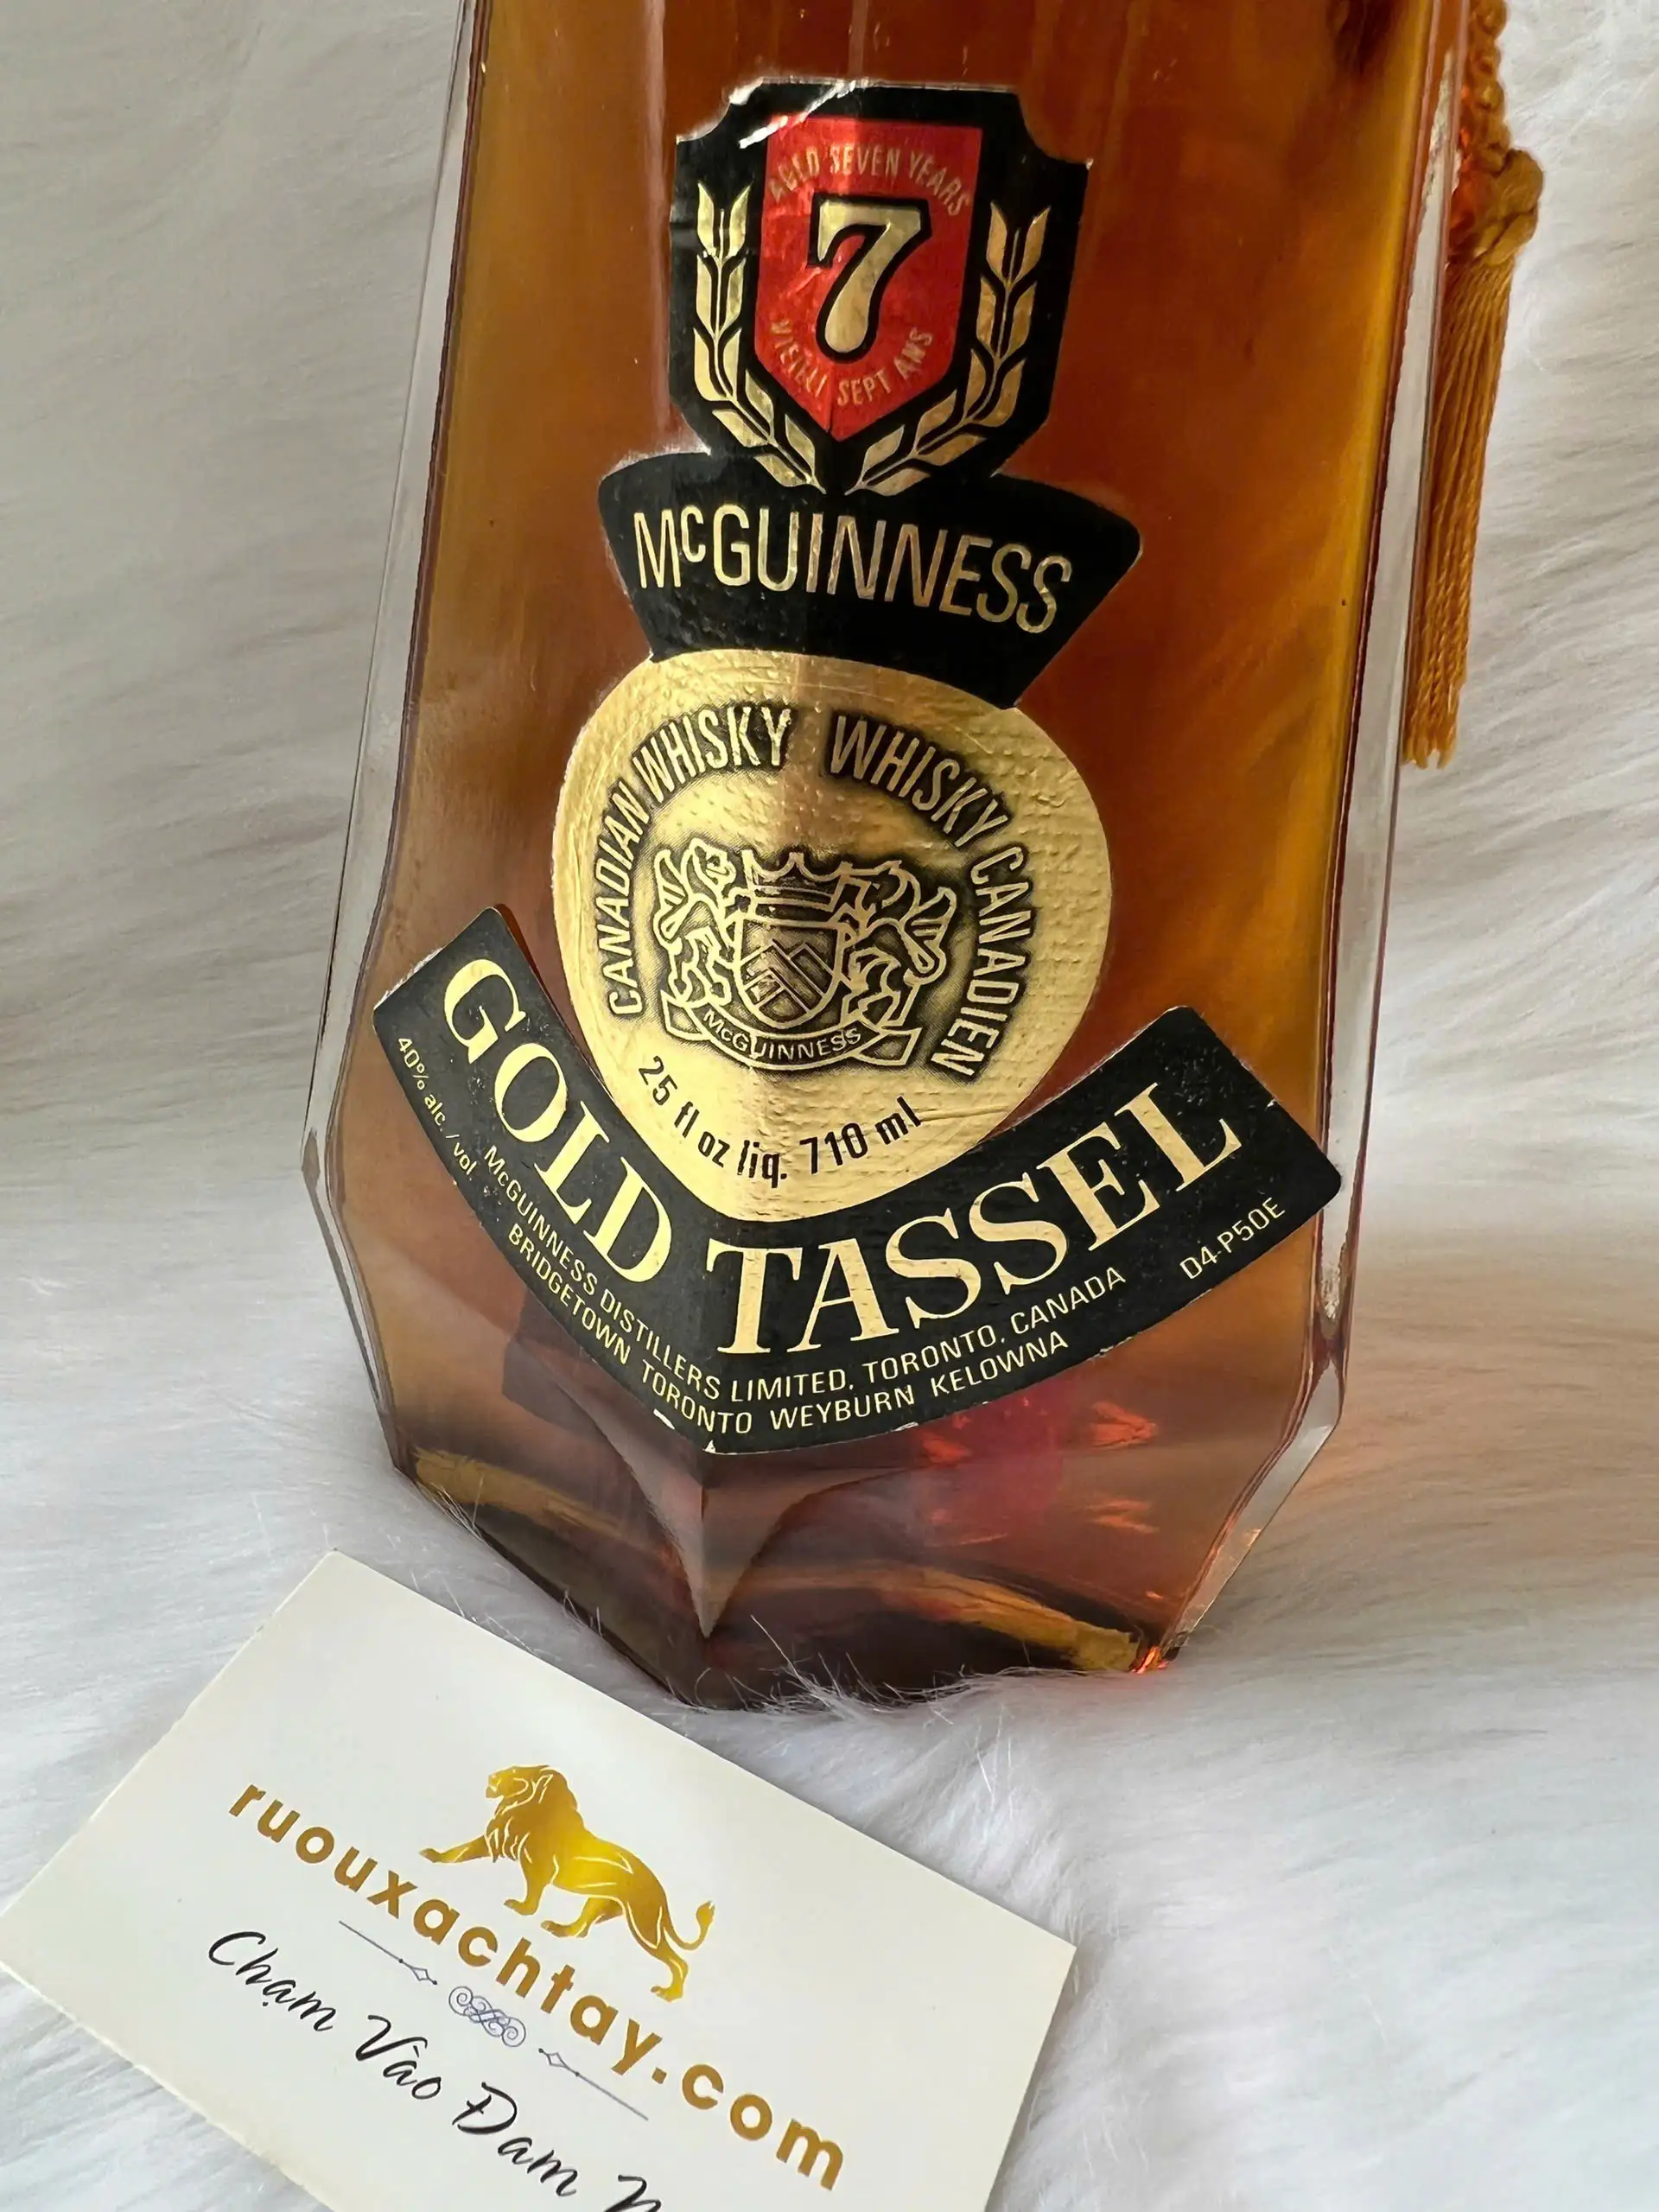 AGED SEVEN YEARS
7
VIEILLI SEPT ANS
McGUINNESS
CANADIAN WHISKY WHISKY CANADIEN
McGUINNESS
25 fl oz liq. 710 ml
GOLD TASSEL
40% alc./vol
McGUINNESS DISTILLERS LIMITED, TORONTO, CANADA
D4-P50E
BRIDGETOWN TORONTO WEYBURN KELOWNA
ruouxachtay.com
Chạm Vào Đam